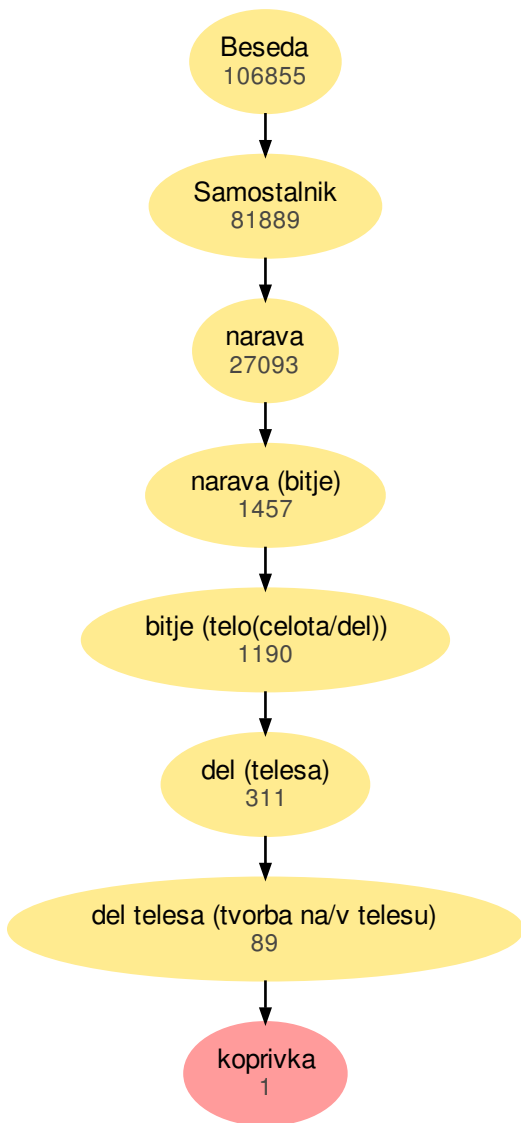 Beseda
106855
Samostalnik
81889
narava
27093
narava (bitje)
1457
bitje (telo(celota/del))
1190
del (telesa)
311
del telesa (tvorba na/v telesu)
89
koprivka
1